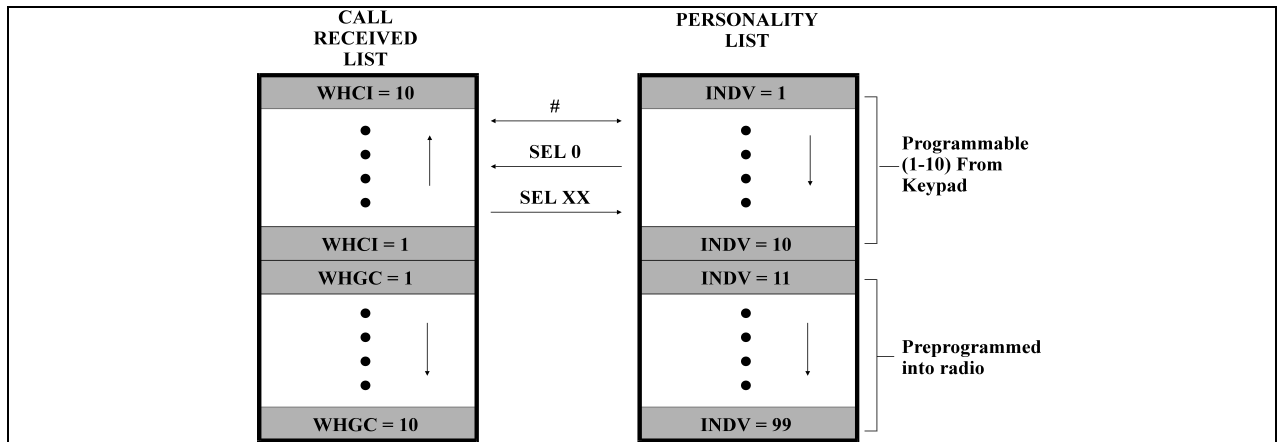 CALL
RECEIVED
LIST
PERSONALITY
LIST
WHCI = 10
#
INDV = 1
SEL 0
SEL XX
Programmable
(1-10) From
Keypad
WHCI = 1
INDV = 10
WHGC = 1
INDV = 11
Preprogrammed
into radio
WHGC = 10
INDV = 99